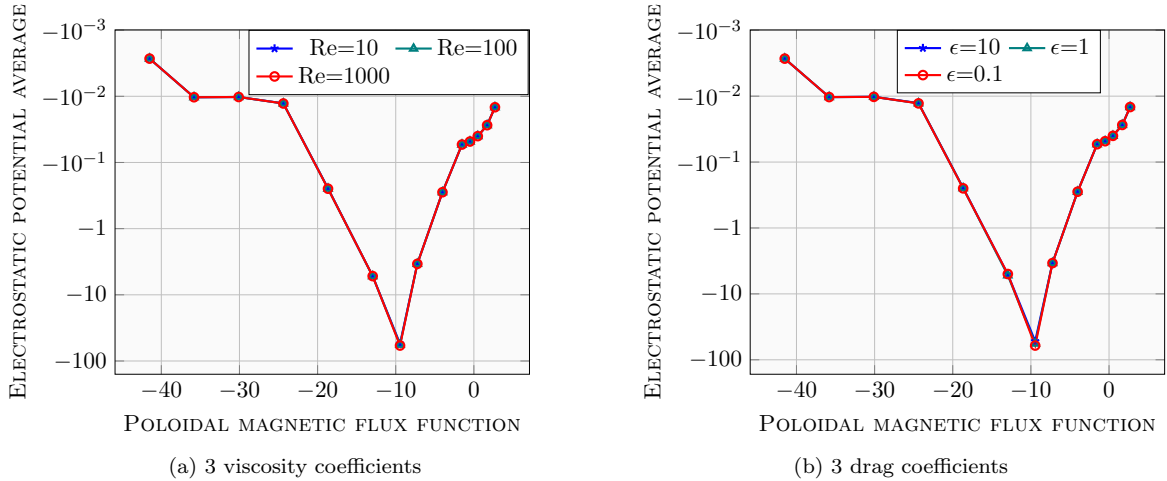 ELECTROSTATIC POTENTIAL AVERAGE
−10⁻³
−10⁻²
−10⁻¹
−1
−10
−100
Re=10 Re=100
Re=1000
−40 −30 −20 −10 0
POLOIDAL MAGNETIC FLUX FUNCTION
(a) 3 viscosity coefficients
ELECTROSTATIC POTENTIAL AVERAGE
−10⁻³
−10⁻²
−10⁻¹
−1
−10
−100
ϵ=10 ϵ=1
ϵ=0.1
−40 −30 −20 −10 0
POLOIDAL MAGNETIC FLUX FUNCTION
(b) 3 drag coefficients